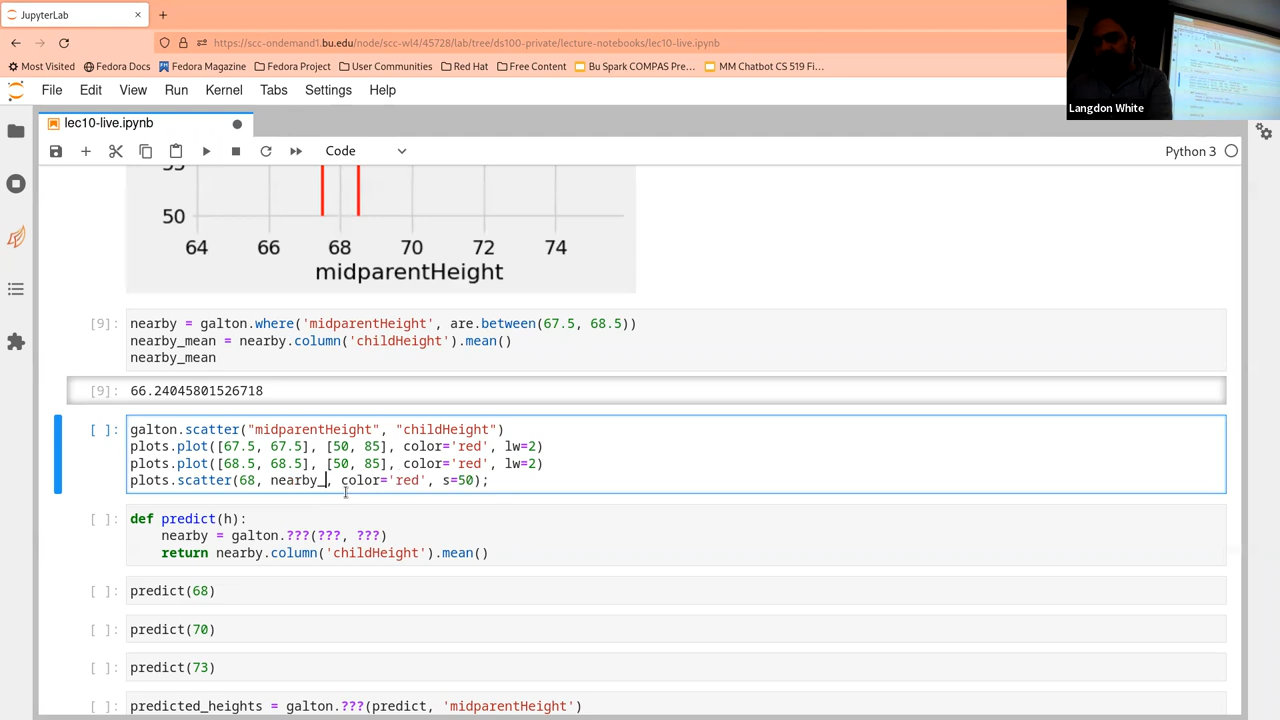 JupyterLab
https://scc-ondemand1.bu.edu/node/scc-wl4/45728/lab/tree/ds100-private/lecture-notebooks/lec10-live.ipynb
Most Visited Fedora Docs Fedora Magazine Fedora Project User Communities Red Hat Free Content Bu Spark COMPAS Pre… MM Chatbot CS 519 Fi…
Langdon White
File Edit View Run Kernel Tabs Settings Help
lec10-live.ipynb
Code Python 3
55
50
64 66 68 70 72 74
midparentHeight
[9]: nearby = galton.where('midparentHeight', are.between(67.5, 68.5))
nearby_mean = nearby.column('childHeight').mean()
nearby_mean
[9]: 66.24045801526718
[ ]: galton.scatter("midparentHeight", "childHeight")
plots.plot([67.5, 67.5], [50, 85], color='red', lw=2)
plots.plot([68.5, 68.5], [50, 85], color='red', lw=2)
plots.scatter(68, nearby_, color='red', s=50);
[ ]: def predict(h):
nearby = galton.???(???, ???)
return nearby.column('childHeight').mean()
[ ]: predict(68)
[ ]: predict(70)
[ ]: predict(73)
[ ]: predicted_heights = galton.???(predict, 'midparentHeight')